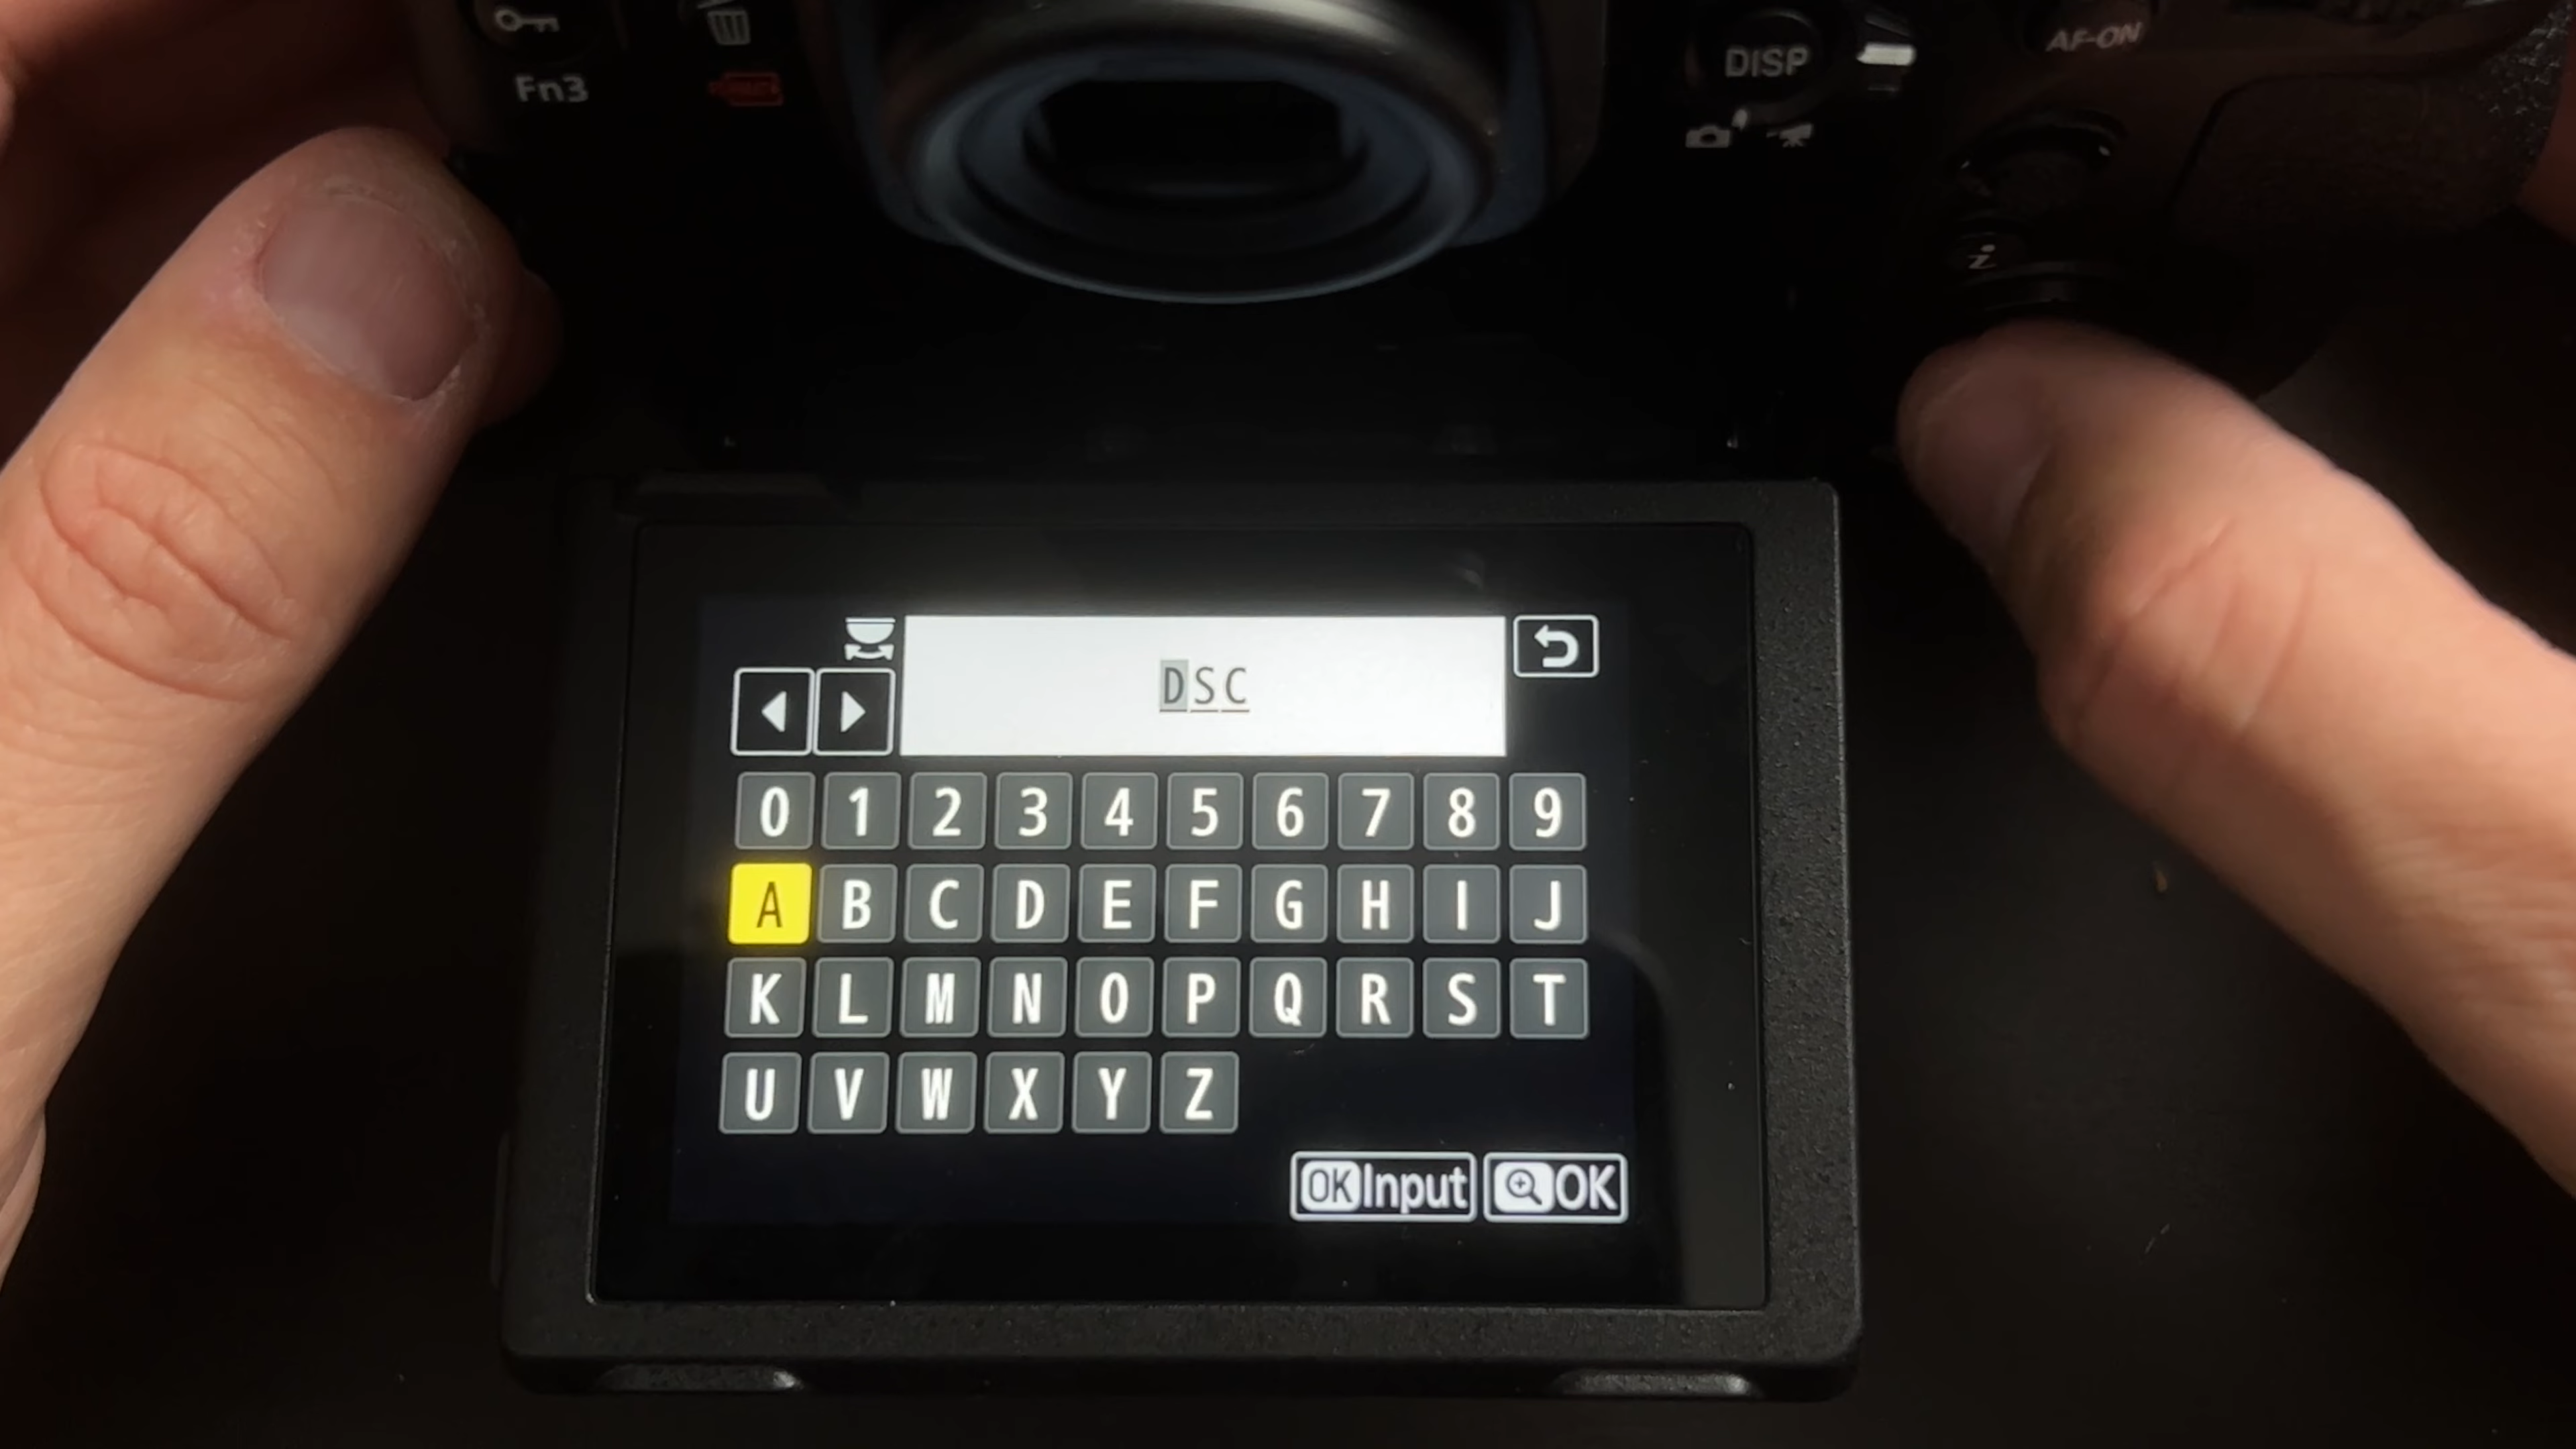 AF-ON
DISP
Fn3
i
DSC
0 1 2 3 4 5 6 7 8 9
A B C D E F G H I J
K L M N O P Q R S T
U V W X Y Z
OK Input OK